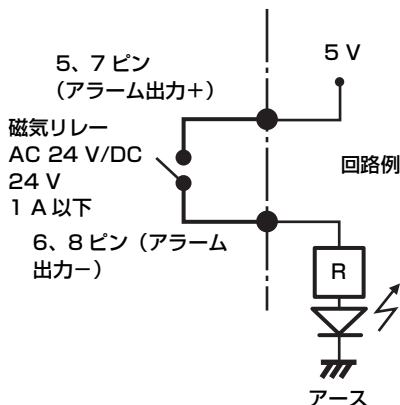 5、7 ピン
（アラーム出力＋）
5 V
磁気リレー
AC 24 V/DC
24 V
1 A 以下
回路例
6、8 ピン（アラーム
出力－）
R
アース